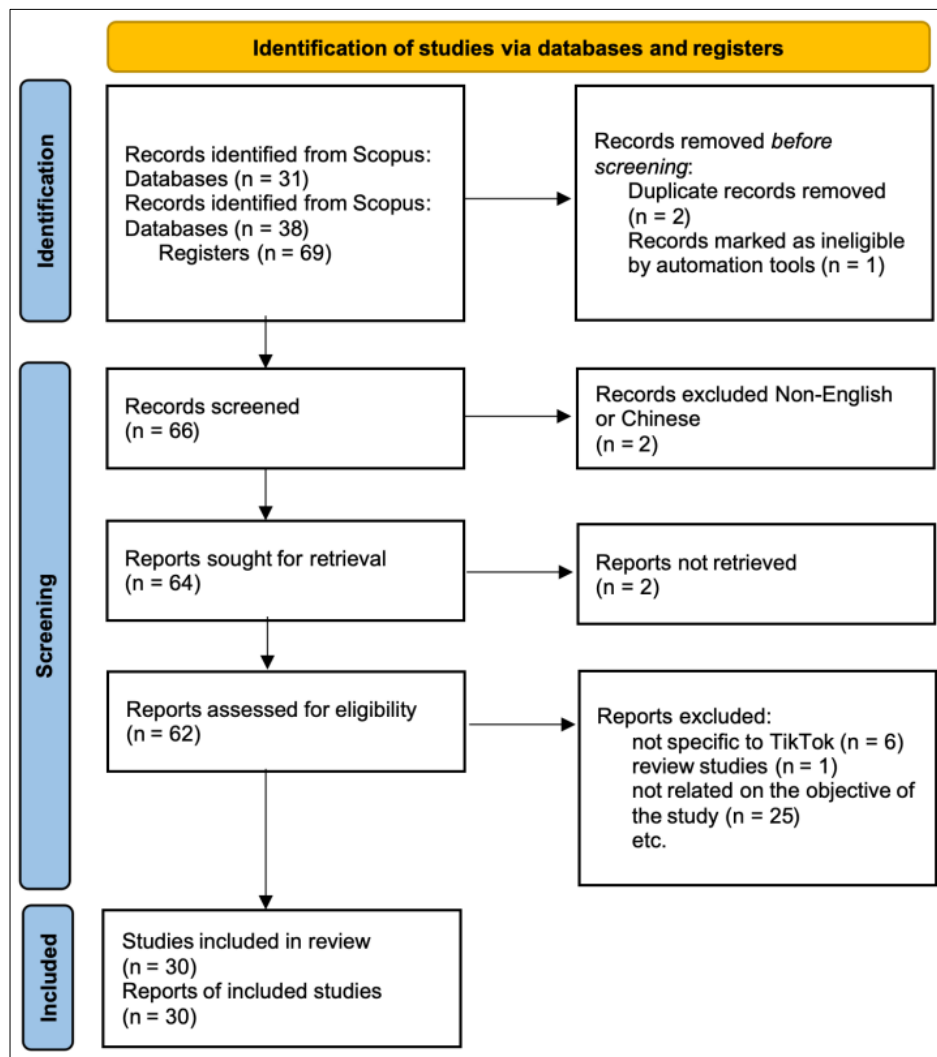 Identification of studies via databases and registers
Identification
Records identified from Scopus:
Databases (n = 31)
Records identified from Scopus:
Databases (n = 38)
Registers (n = 69)
Records removed before
screening:
Duplicate records removed
(n = 2)
Records marked as ineligible
by automation tools (n = 1)
Screening
Records screened
(n = 66)
Records excluded Non-English
or Chinese
(n = 2)
Reports sought for retrieval
(n = 64)
Reports not retrieved
(n = 2)
Reports assessed for eligibility
(n = 62)
Reports excluded:
not specific to TikTok (n = 6)
review studies (n = 1)
not related on the objective of
the study (n = 25)
etc.
Included
Studies included in review
(n = 30)
Reports of included studies
(n = 30)